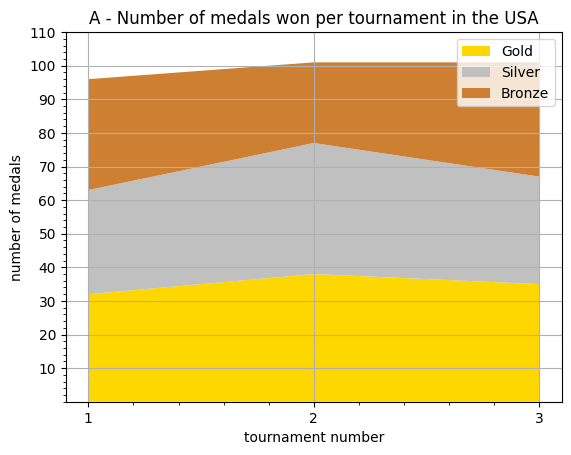 A - Number of medals won per tournament in the USA
Gold
Silver
Bronze
number of medals
110
100
90
80
70
60
50
40
30
20
10
1 2 3
tournament number